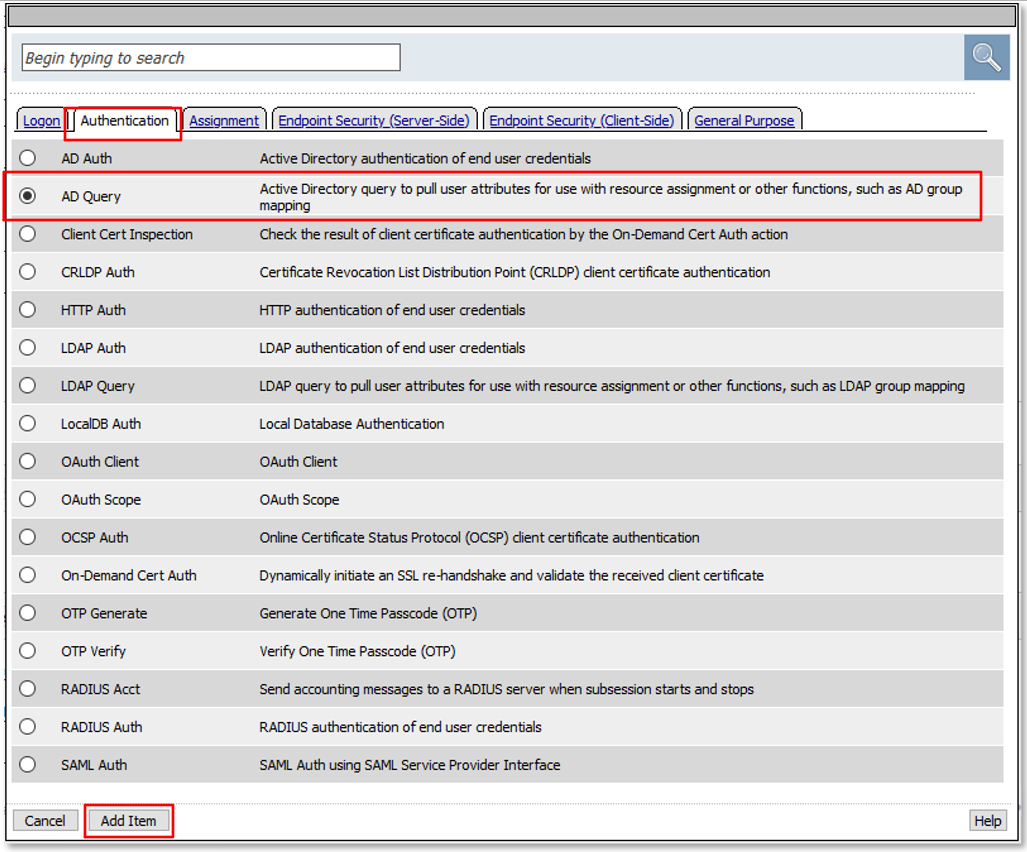 Begin typing to search
Logon Authentication Assignment Endpoint Security (Server-Side) Endpoint Security (Client-Side) General Purpose
AD Auth Active Directory authentication of end user credentials
AD Query Active Directory query to pull user attributes for use with resource assignment or other functions, such as AD group
mapping
Client Cert Inspection Check the result of client certificate authentication by the On-Demand Cert Auth action
CRLDP Auth Certificate Revocation List Distribution Point (CRLDP) client certificate authentication
HTTP Auth HTTP authentication of end user credentials
LDAP Auth LDAP authentication of end user credentials
LDAP Query LDAP query to pull user attributes for use with resource assignment or other functions, such as LDAP group mapping
LocalDB Auth Local Database Authentication
OAuth Client OAuth Client
OAuth Scope OAuth Scope
OCSP Auth Online Certificate Status Protocol (OCSP) client certificate authentication
On-Demand Cert Auth Dynamically initiate an SSL re-handshake and validate the received client certificate
OTP Generate Generate One Time Passcode (OTP)
OTP Verify Verify One Time Passcode (OTP)
RADIUS Acct Send accounting messages to a RADIUS server when subsession starts and stops
RADIUS Auth RADIUS authentication of end user credentials
SAML Auth SAML Auth using SAML Service Provider Interface
Cancel Add Item Help